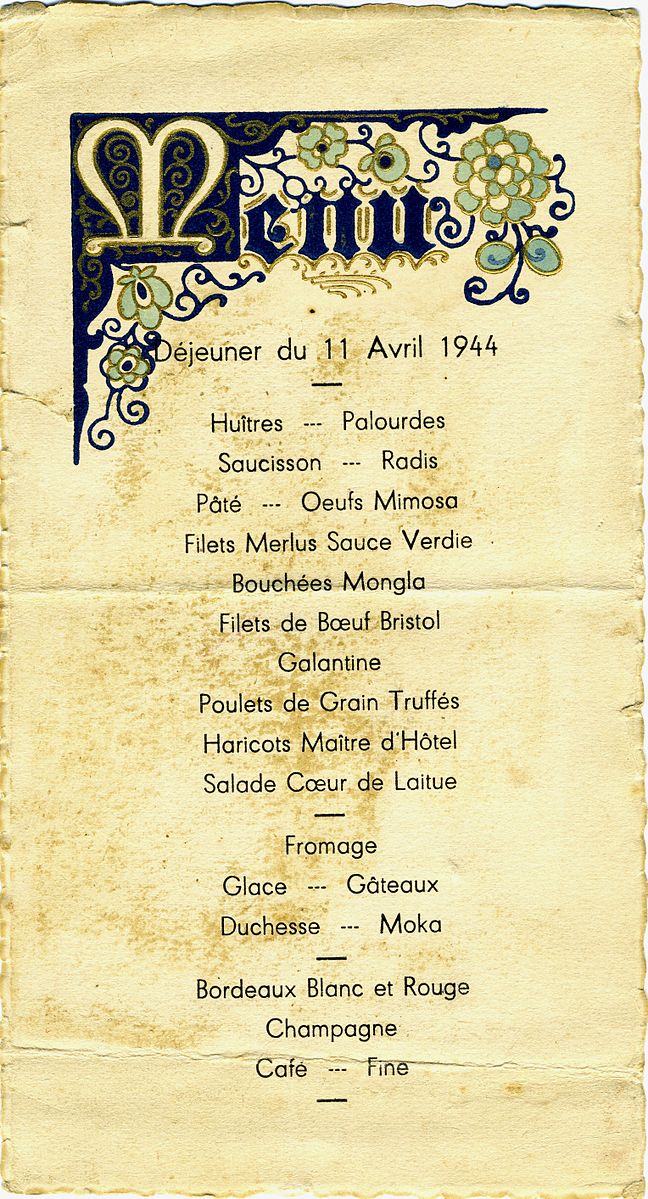 Menu
Déjeuner du 11 Avril 1944
Huîtres --- Palourdes
Saucisson --- Radis
Pâté --- Oeufs Mimosa
Filets Merlus Sauce Verdie
Bouchées Mongla
Filets de Bœuf Bristol
Galantine
Poulets de Grain Truffés
Haricots Maître d'Hôtel
Salade Cœur de Laitue
Fromage
Glace --- Gâteaux
Duchesse --- Moka
Bordeaux Blanc et Rouge
Champagne
Café --- Fine